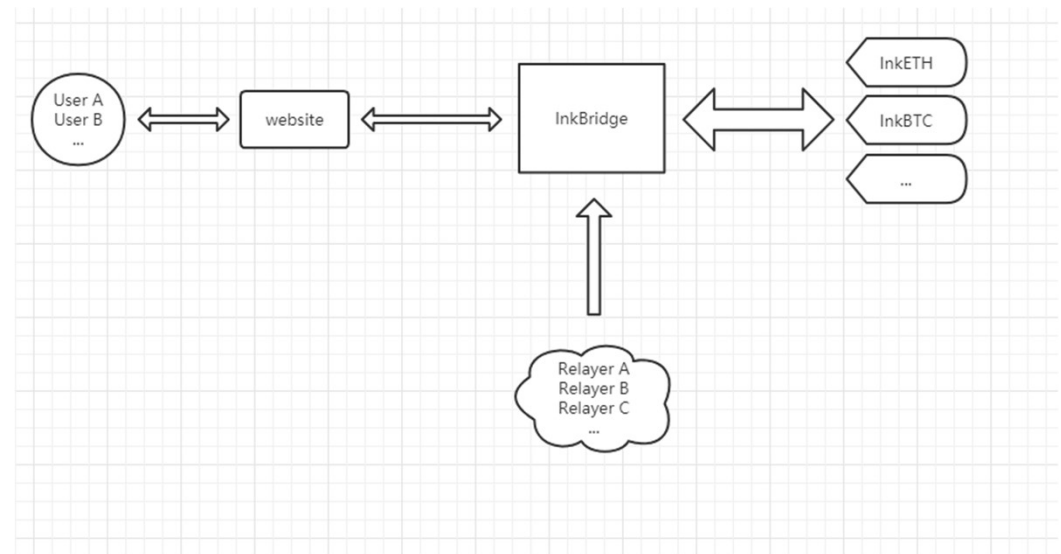 User A
User B
...
website
InkBridge
InkETH
InkBTC
...
Relayer A
Relayer B
Relayer C
...